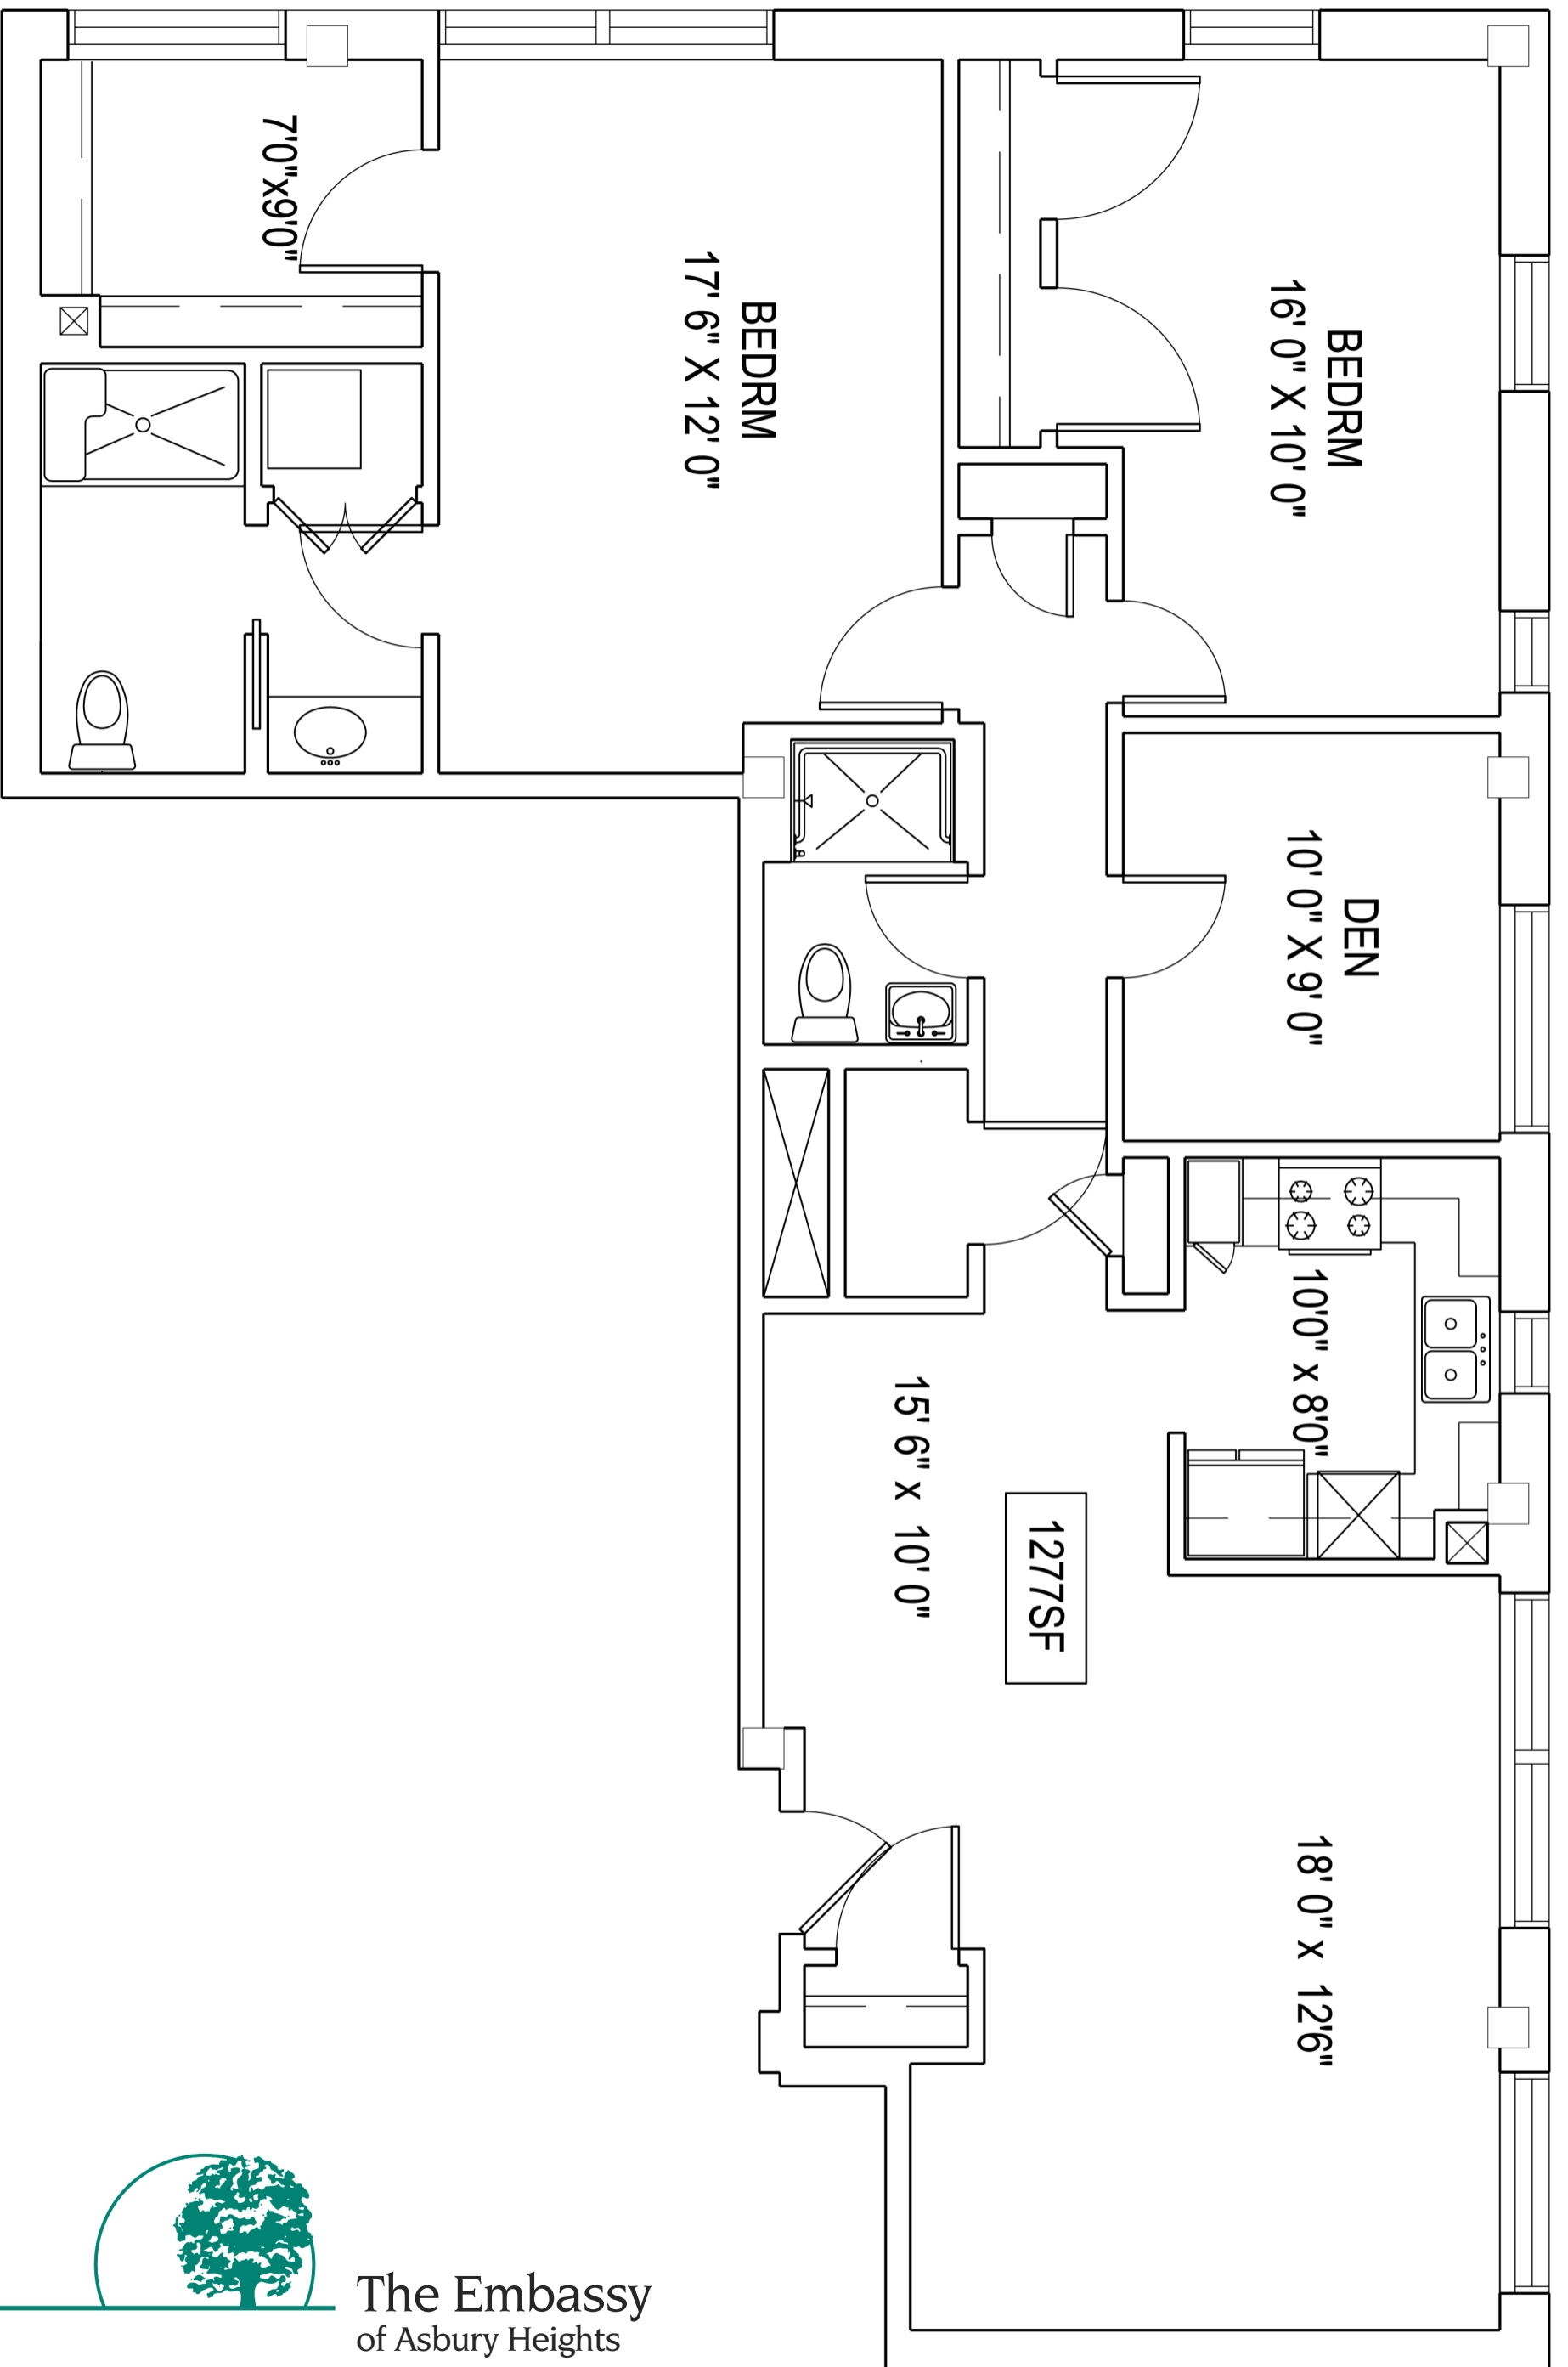 7'0"x9'0"
BEDRM
17' 6" X 12' 0"
BEDRM
16' 0" X 10' 0"
DEN
10' 0" X 9' 0"
10'0" x 8'0"
15' 6" x 10' 0"
1277SF
18' 0" x 12'6"
The Embassy
of Asbury Heights